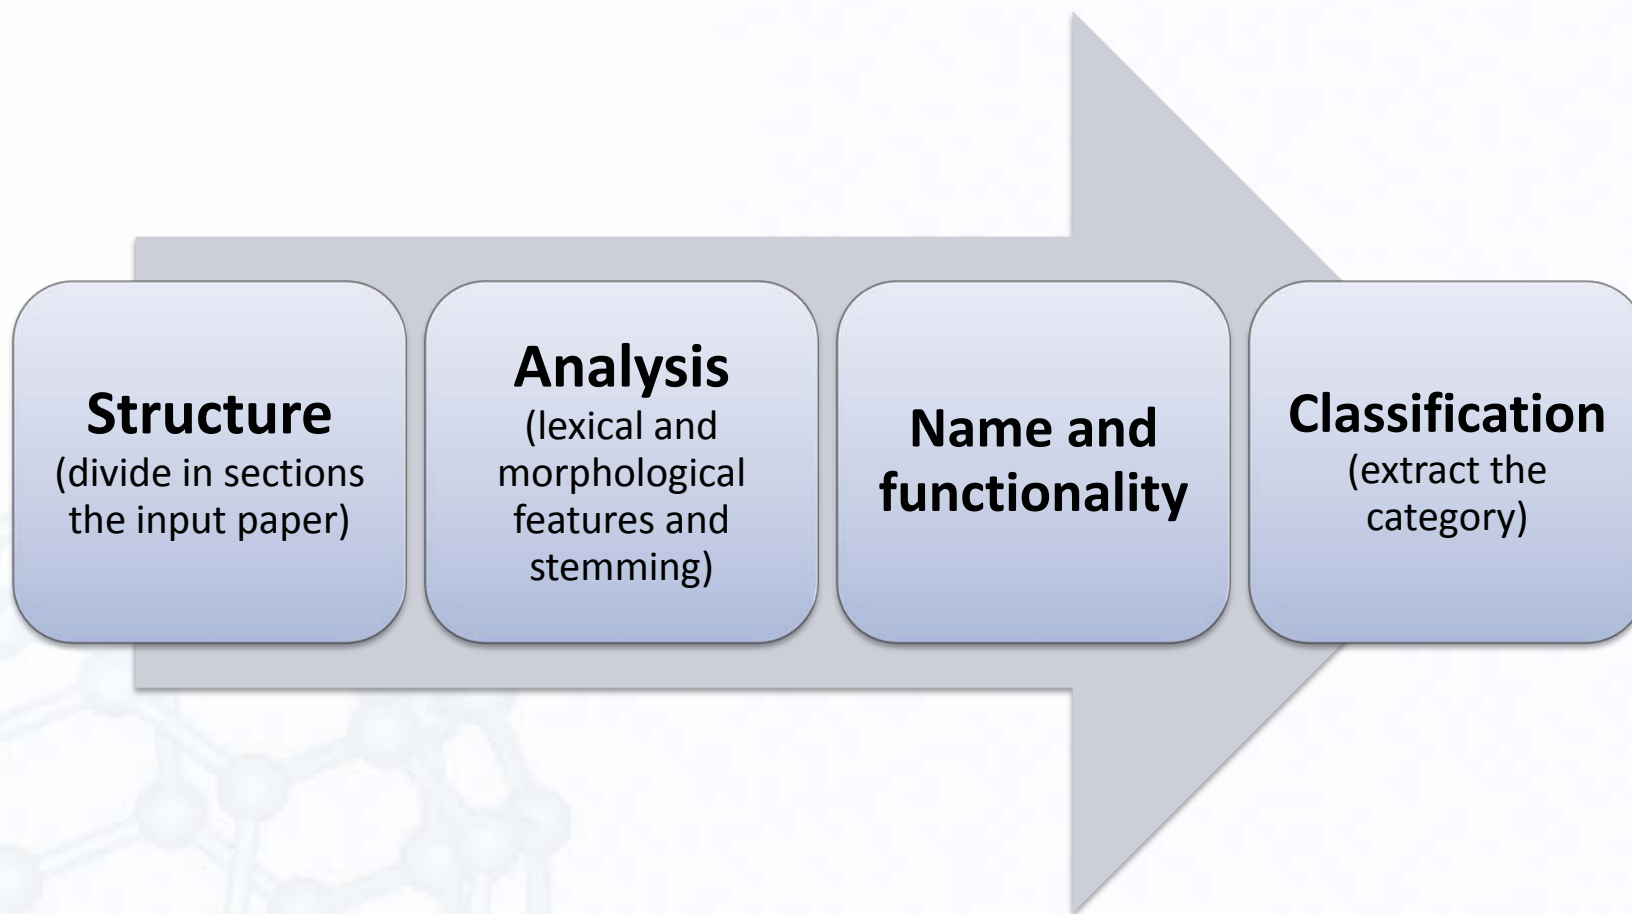 Structure
(divide in sections
the input paper)
Analysis
(lexical and
morphological
features and
stemming)
Name and
functionality
Classification
(extract the
category)